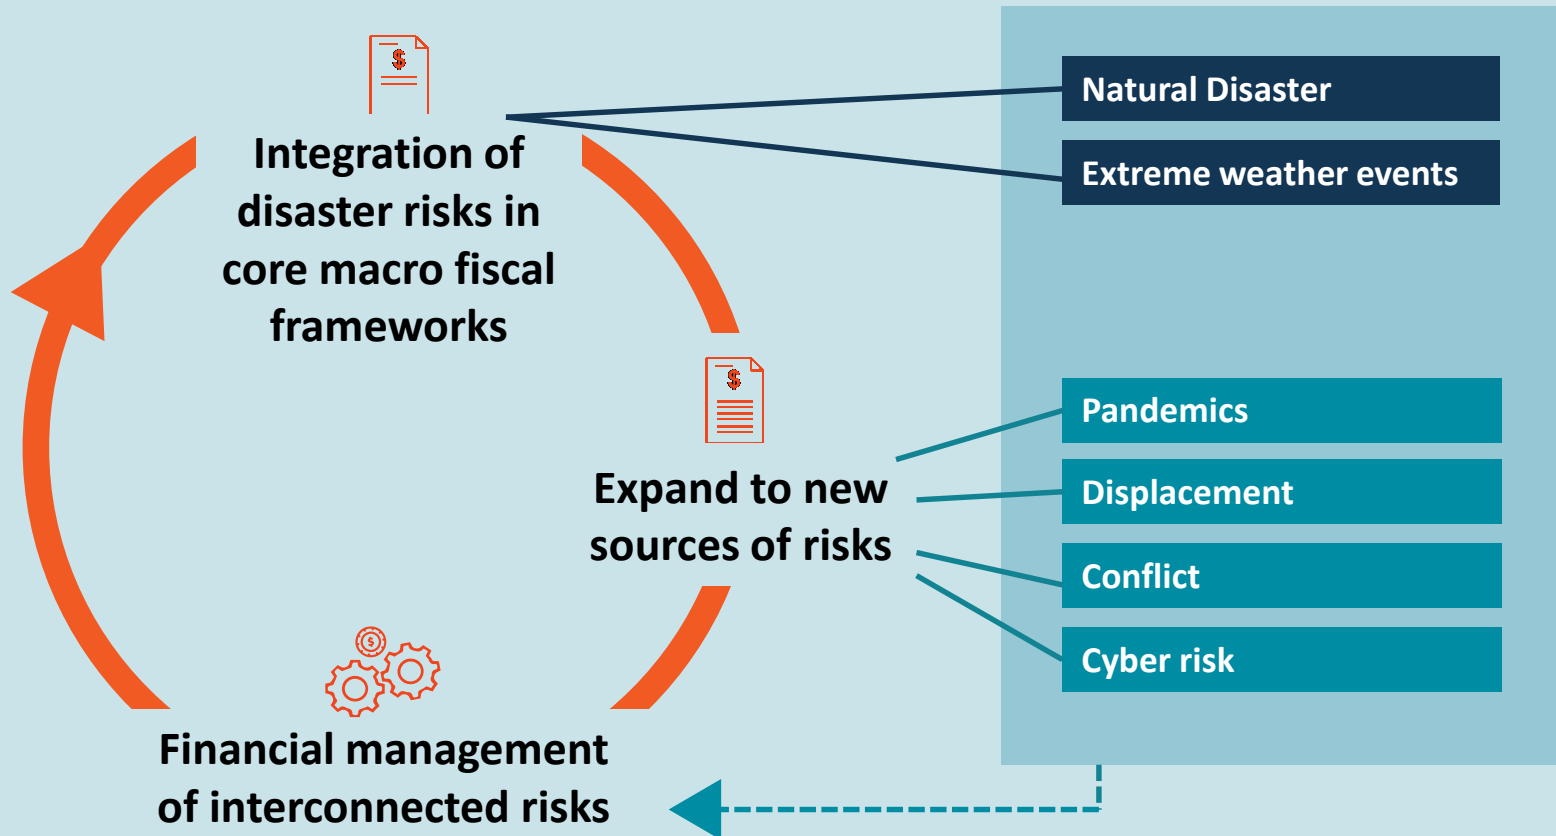 $
Integration of
disaster risks in
core macro fiscal
frameworks
Natural Disaster
Extreme weather events
$
Expand to new
sources of risks
Pandemics
Displacement
Conflict
Cyber risk
$
Financial management
of interconnected risks